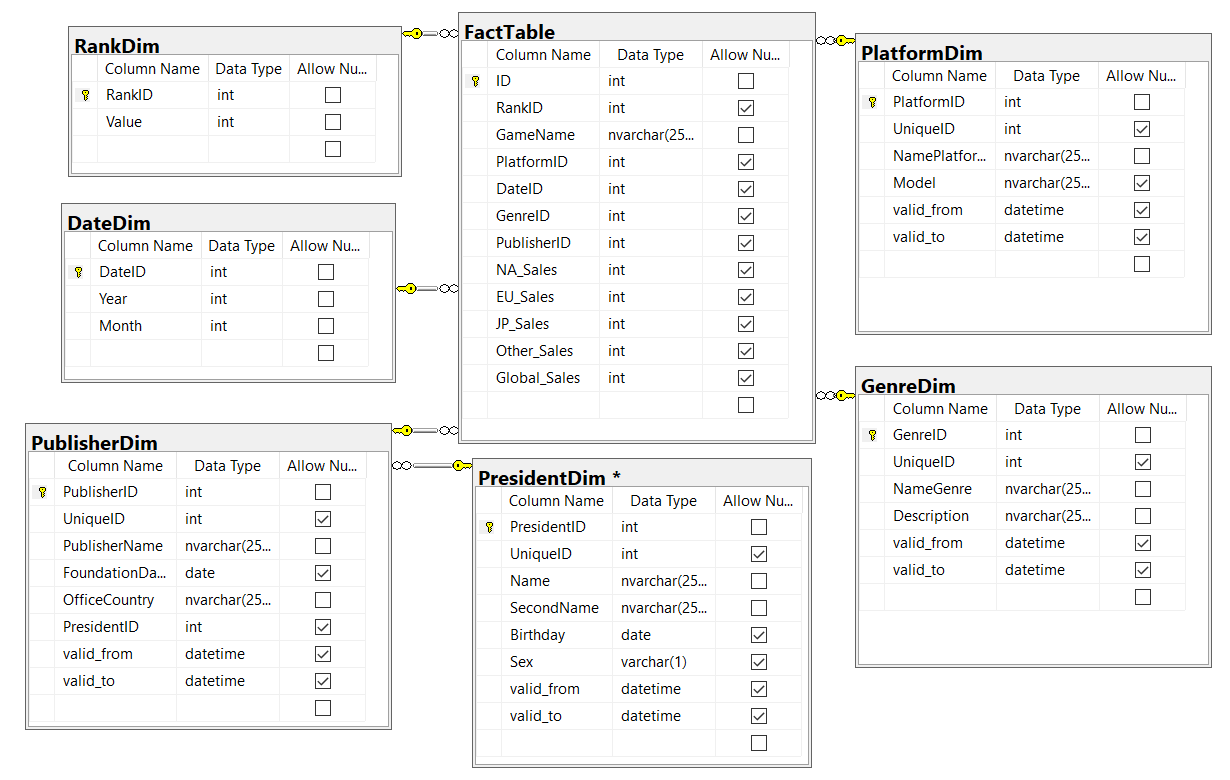 RankDim
Column Name Data Type Allow Nu...
RankID int
Value int
FactTable
Column Name Data Type Allow Nu...
ID int
RankID int
GameName nvarchar(25...
PlatformID int
DateID int
GenreID int
PublisherID int
NA_Sales int
EU_Sales int
JP_Sales int
Other_Sales int
Global_Sales int
PlatformDim
Column Name Data Type Allow Nu...
PlatformID int
UniqueID int
NamePlatfor... nvarchar(25...
Model nvarchar(25...
valid_from datetime
valid_to datetime
DateDim
Column Name Data Type Allow Nu...
DateID int
Year int
Month int
GenreDim
Column Name Data Type Allow Nu...
GenreID int
UniqueID int
NameGenre nvarchar(25...
Description nvarchar(25...
valid_from datetime
valid_to datetime
PublisherDim
Column Name Data Type Allow Nu...
PublisherID int
UniqueID int
PublisherName nvarchar(25...
FoundationDa... date
OfficeCountry nvarchar(25...
PresidentID int
valid_from datetime
valid_to datetime
PresidentDim *
Column Name Data Type Allow Nu...
PresidentID int
UniqueID int
Name nvarchar(25...
SecondName nvarchar(25...
Birthday date
Sex varchar(1)
valid_from datetime
valid_to datetime